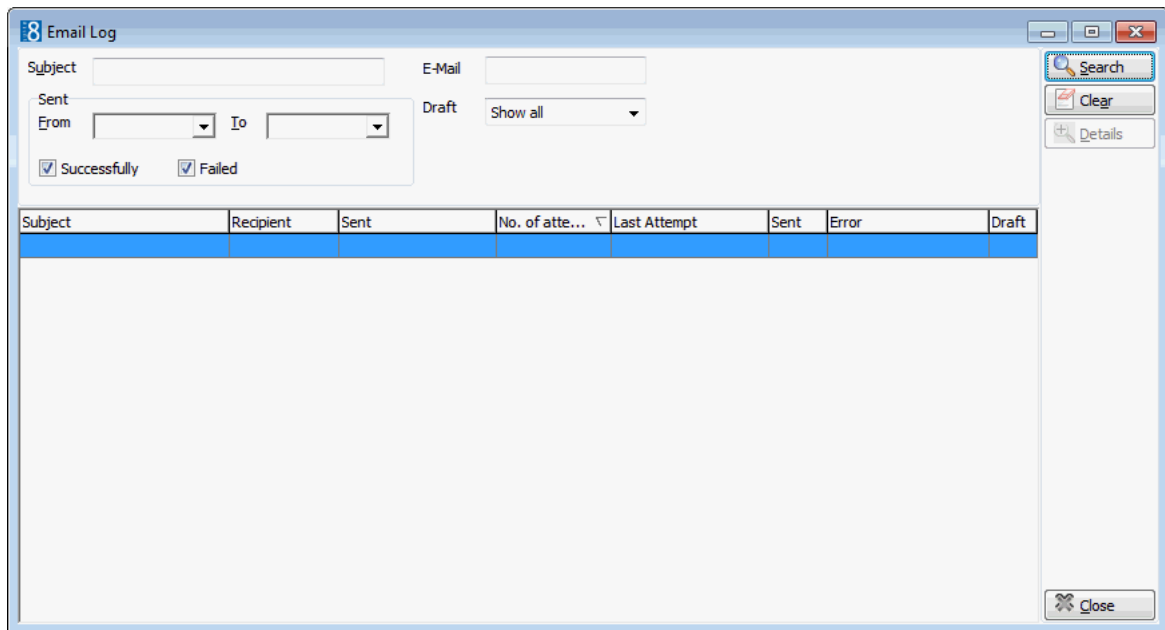 8 Email Log
Subject E-Mail Search
Sent Draft Show all Clear
From To Details
Successfully Failed
Subject Recipient Sent No. of atte... Last Attempt Sent Error Draft
Close